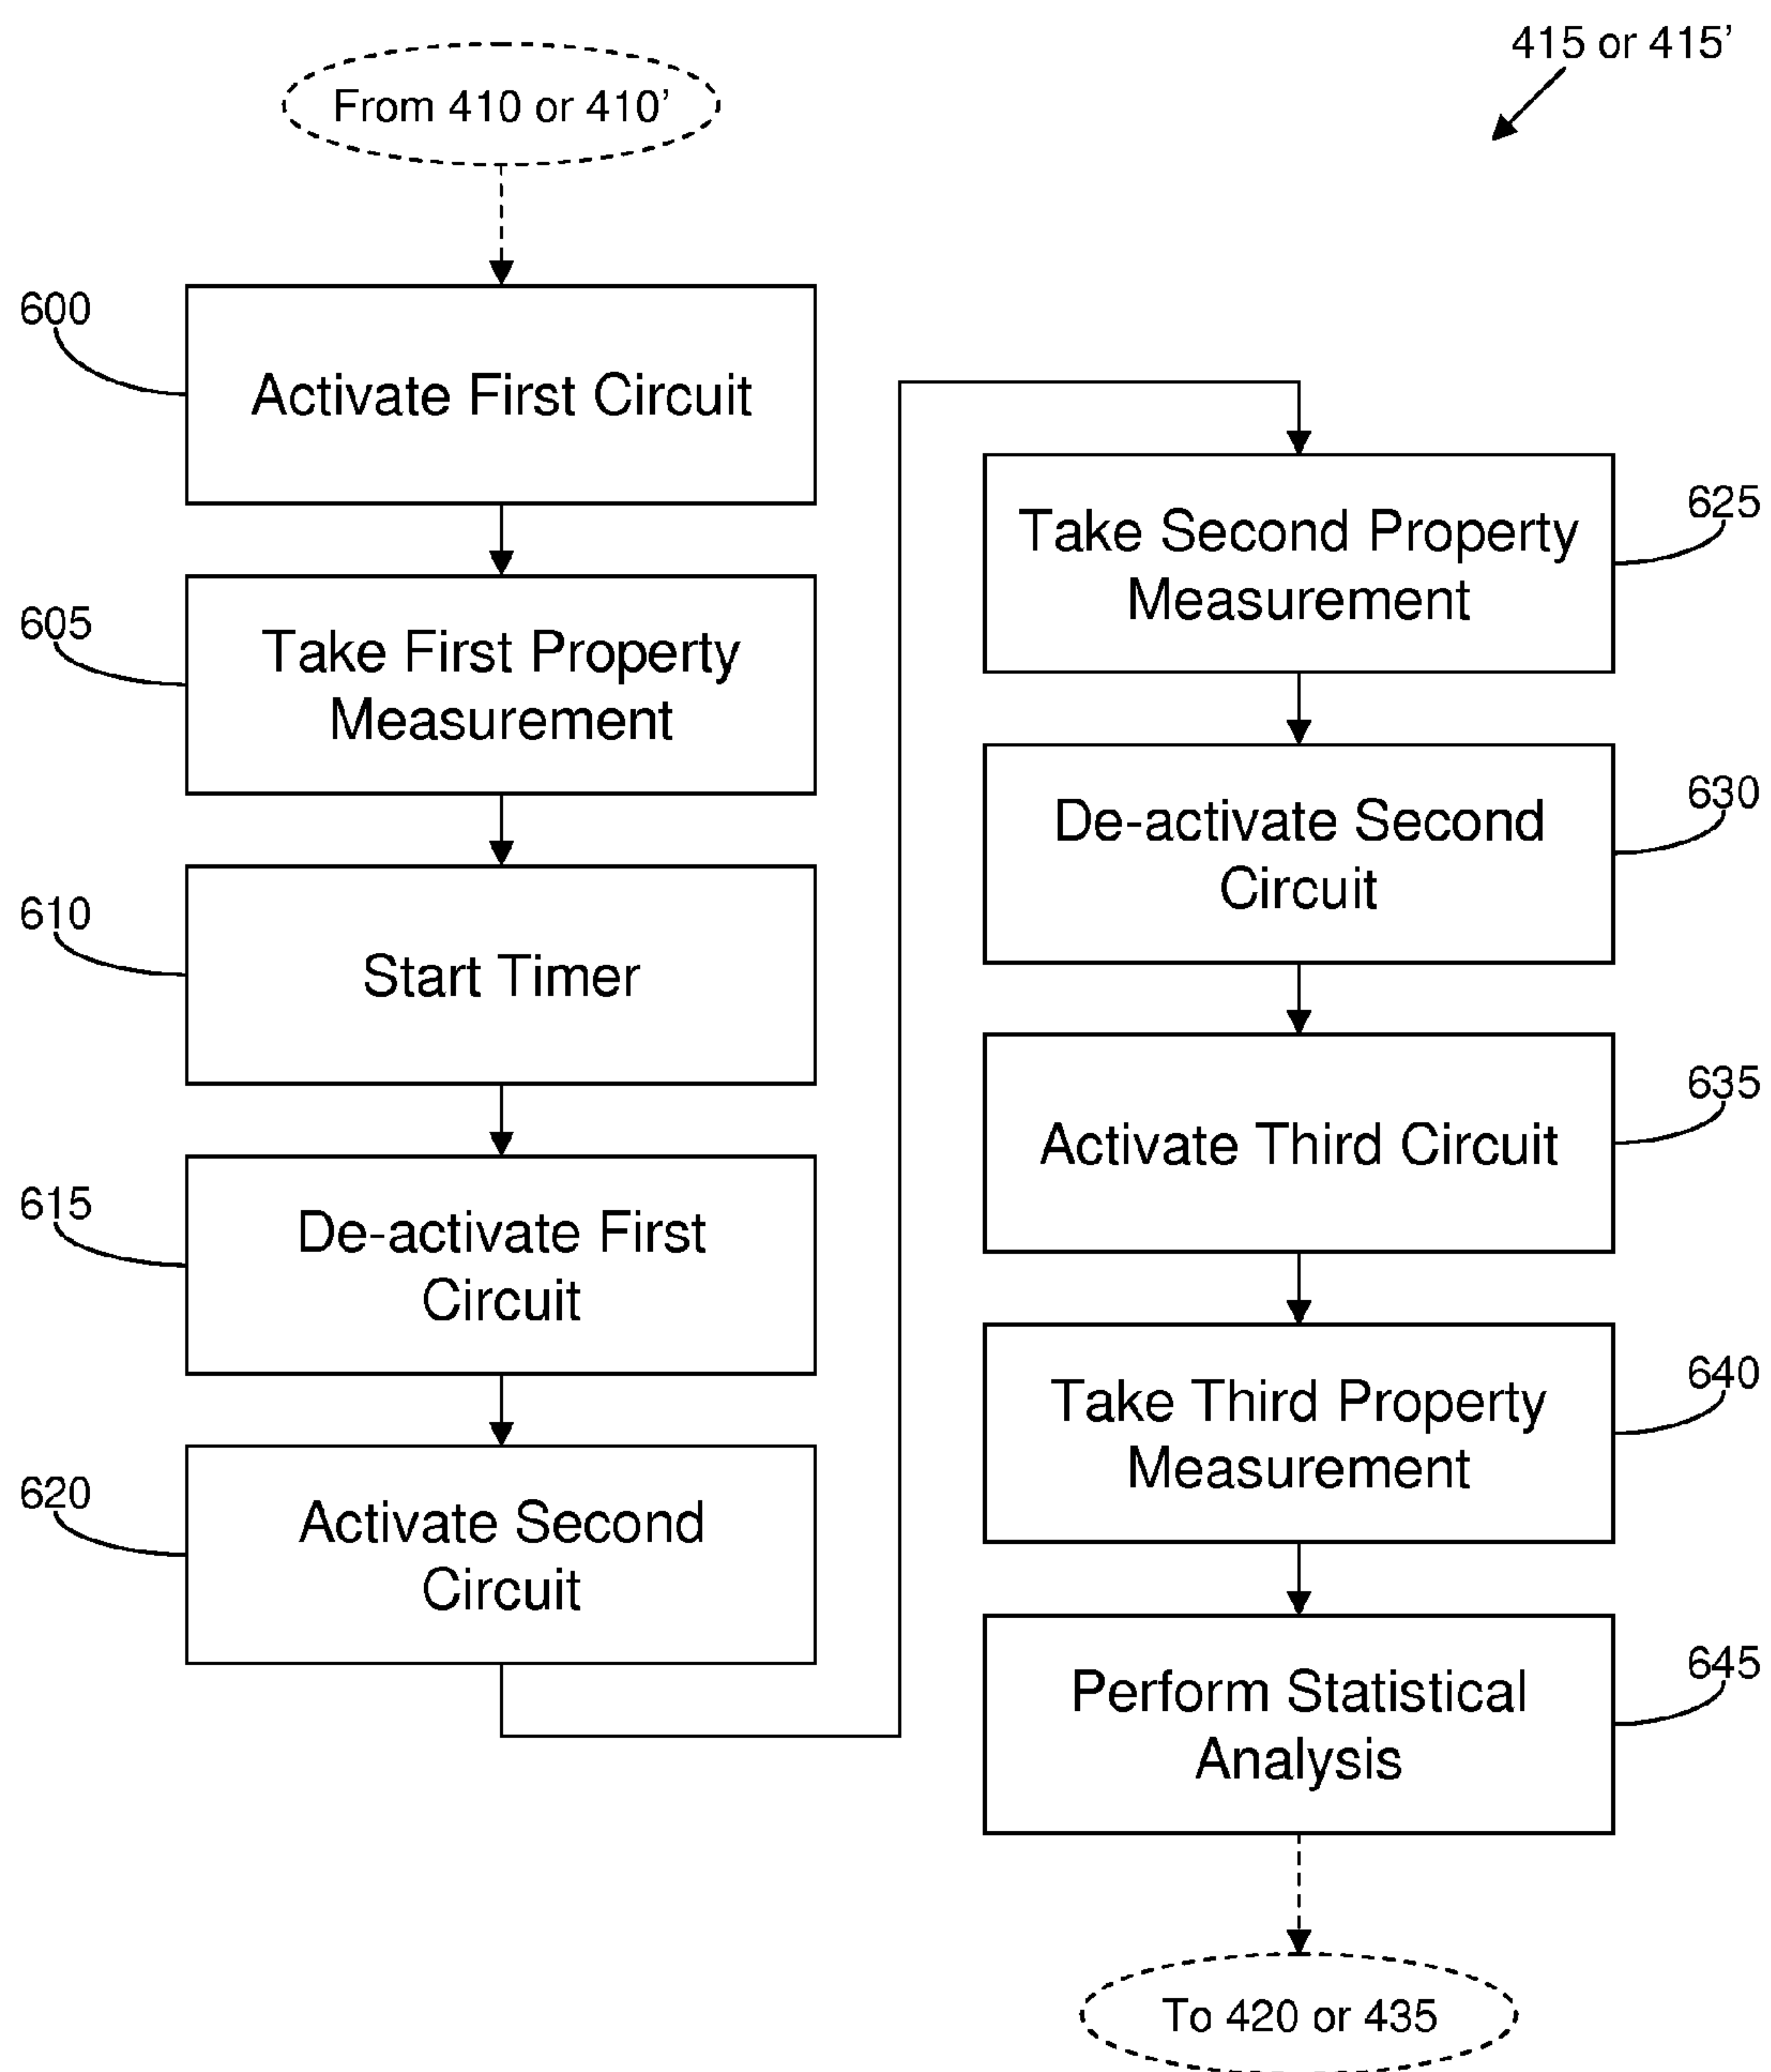 415 or 415’
From 410 or 410’
600
Activate First Circuit
605
Take First Property
Measurement
610
Start Timer
615
De-activate First
Circuit
620
Activate Second
Circuit
625
Take Second Property
Measurement
630
De-activate Second
Circuit
635
Activate Third Circuit
640
Take Third Property
Measurement
645
Perform Statistical
Analysis
To 420 or 435